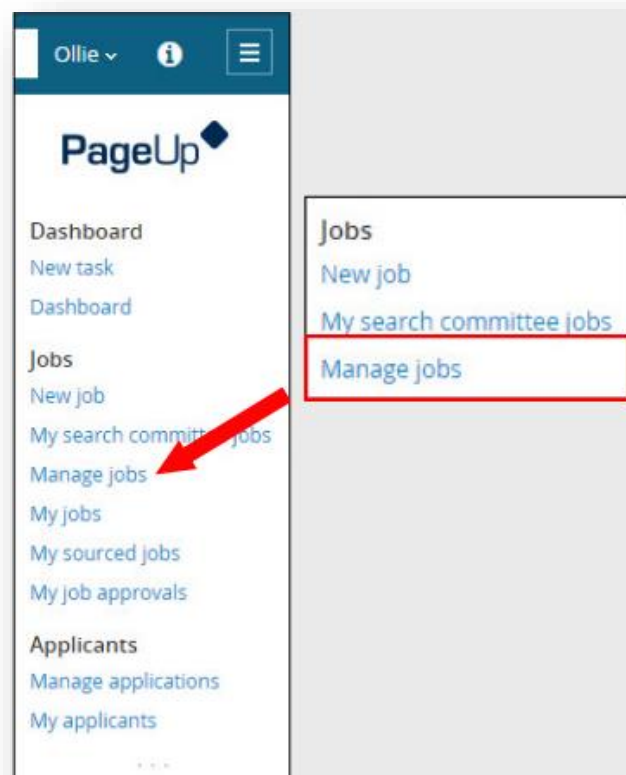 Ollie
PageUp
Dashboard
New task
Dashboard
Jobs
New job
My search committee jobs
Manage jobs
My jobs
My sourced jobs
My job approvals
Applicants
Manage applications
My applicants
...
Jobs
New job
My search committee jobs
Manage jobs